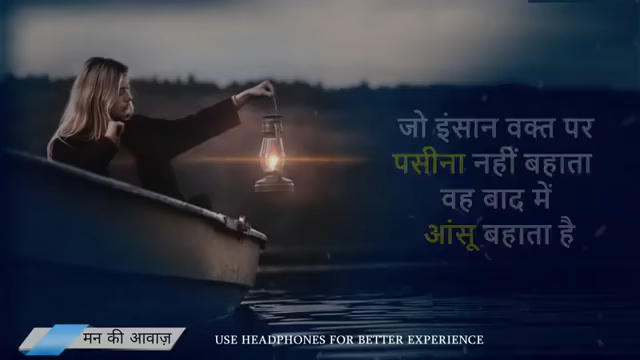 जो इंसान वक्त पर
पसीना नहीं बहाता
वह बाद में
आंसू बहाता है
मन की आवाज़
USE HEADPHONES FOR BETTER EXPERIENCE